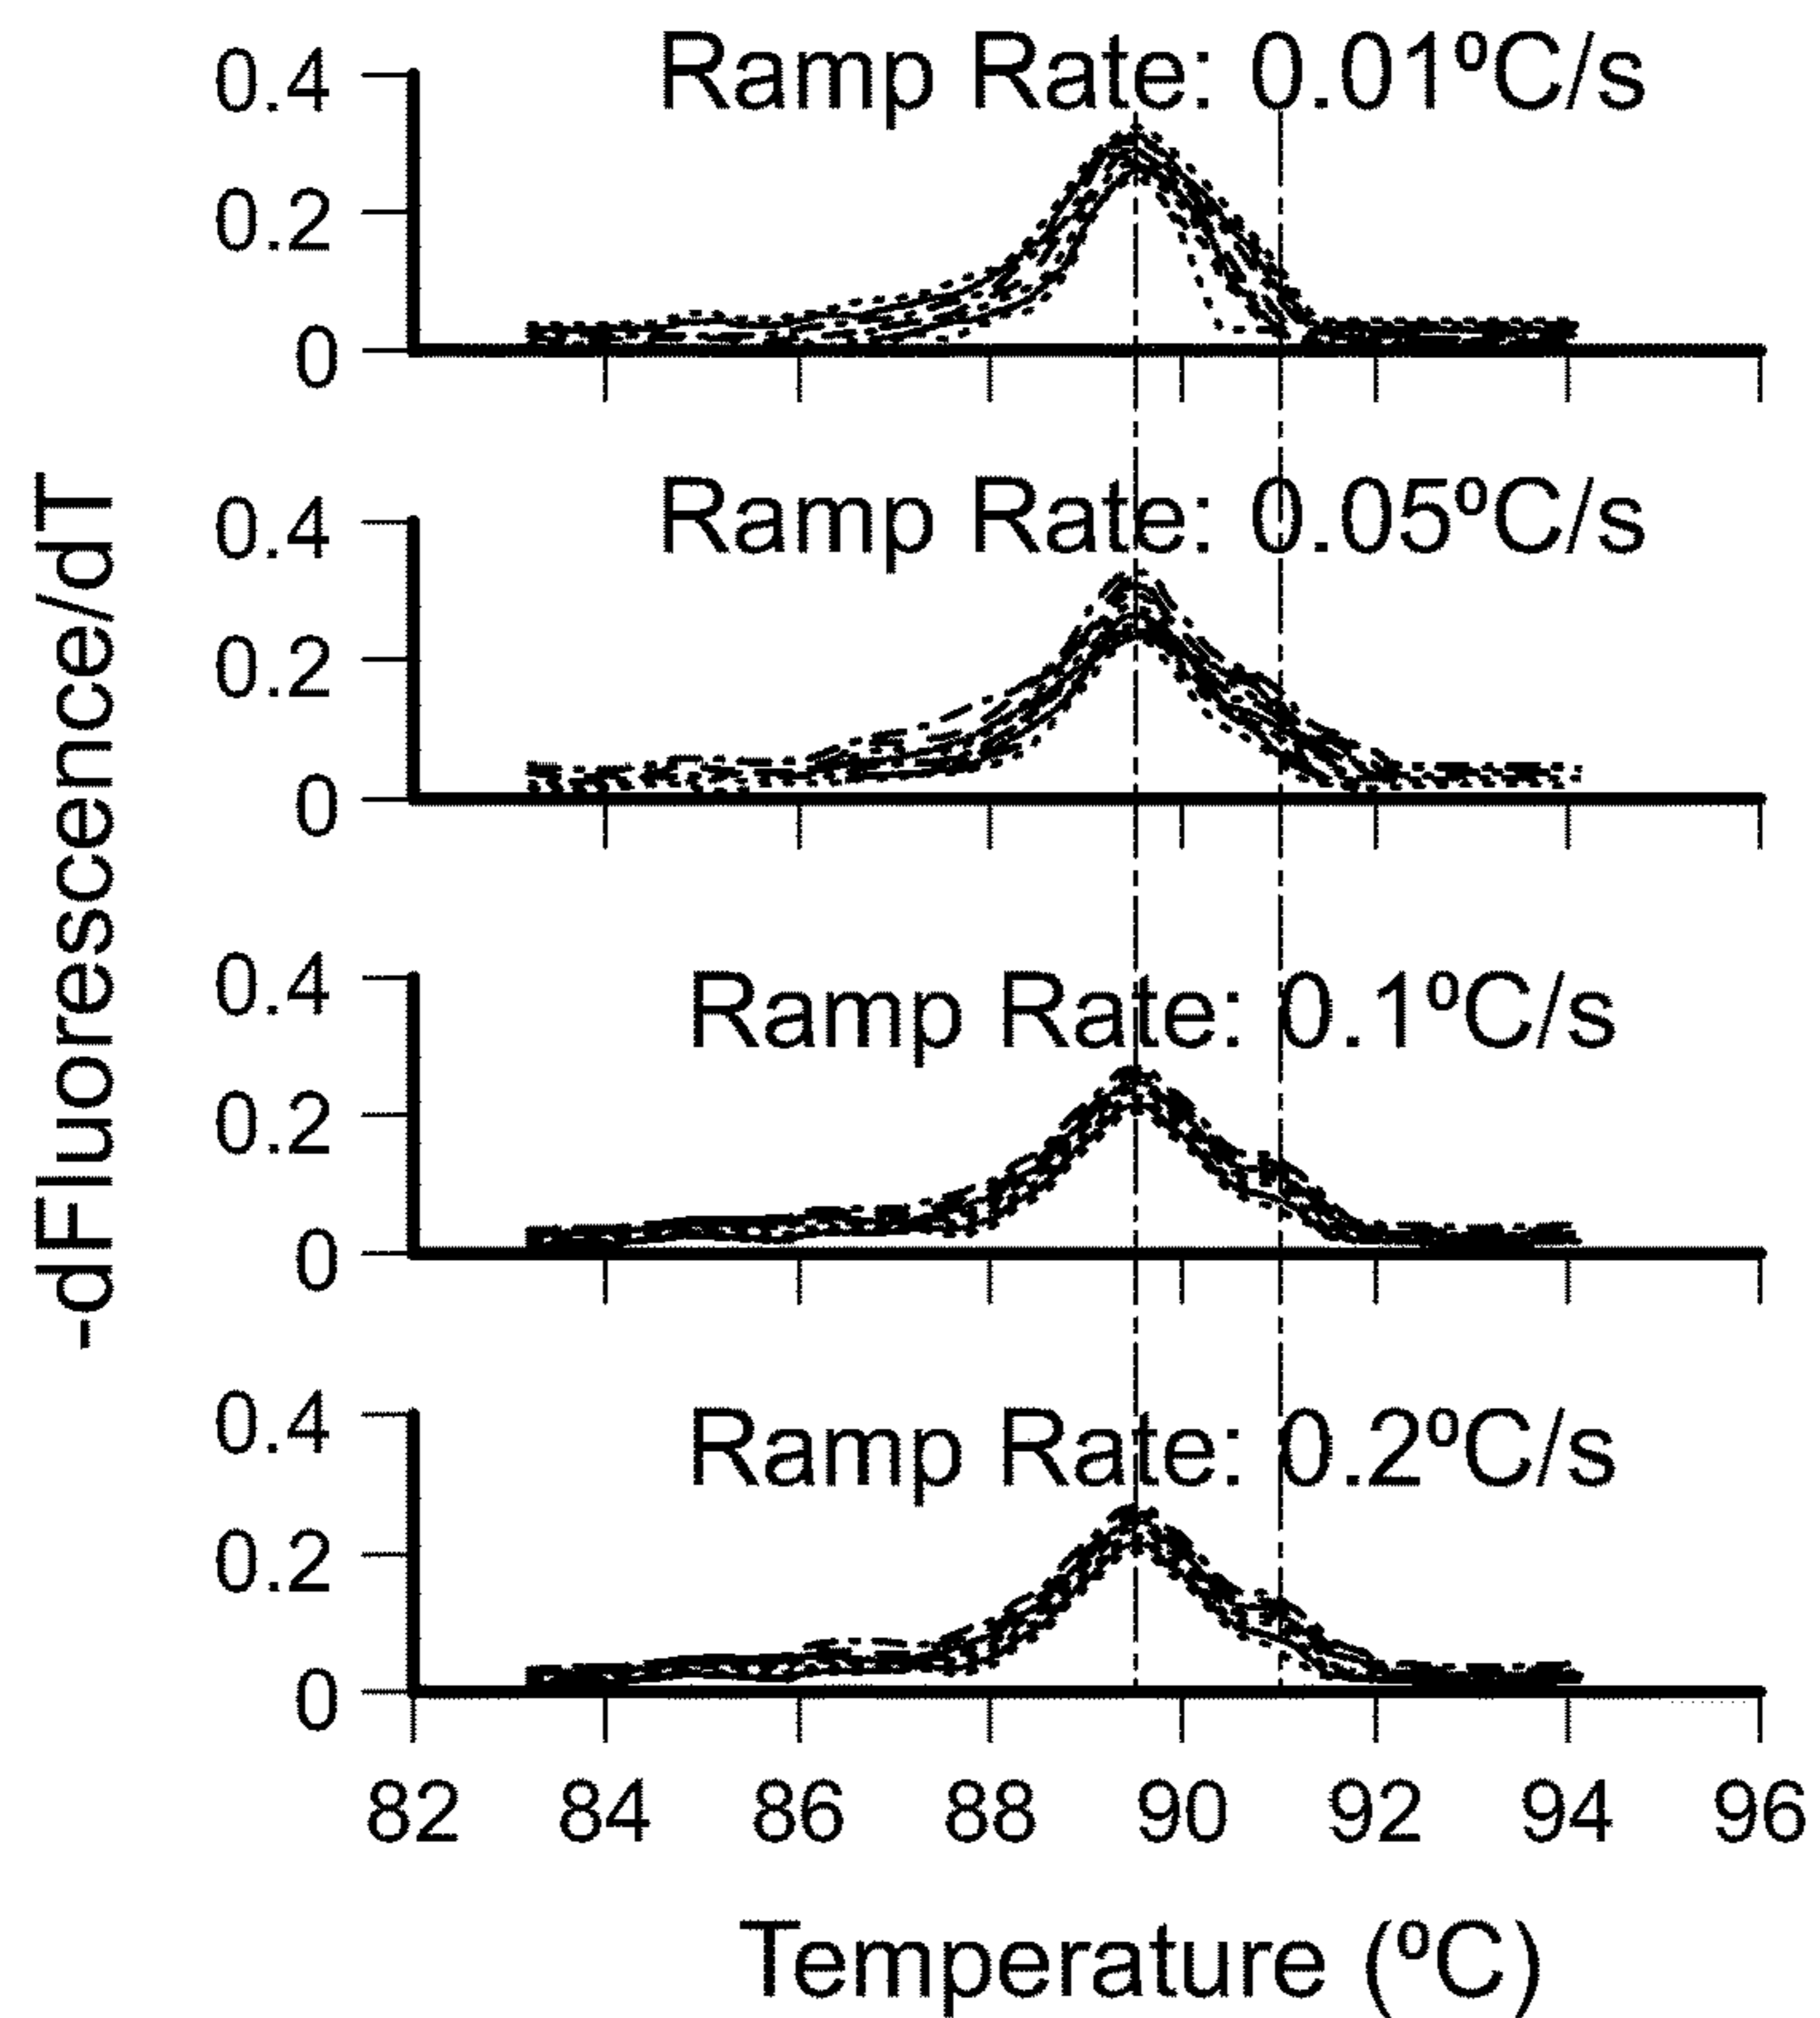 -dFluorescence/dT
Ramp Rate: 0.01ºC/s
0.4
0.2
0
Ramp Rate: 0.05ºC/s
0.4
0.2
0
Ramp Rate: 0.1ºC/s
0.4
0.2
0
Ramp Rate: 0.2ºC/s
0.4
0.2
0
82 84 86 88 90 92 94 96
Temperature (ºC)